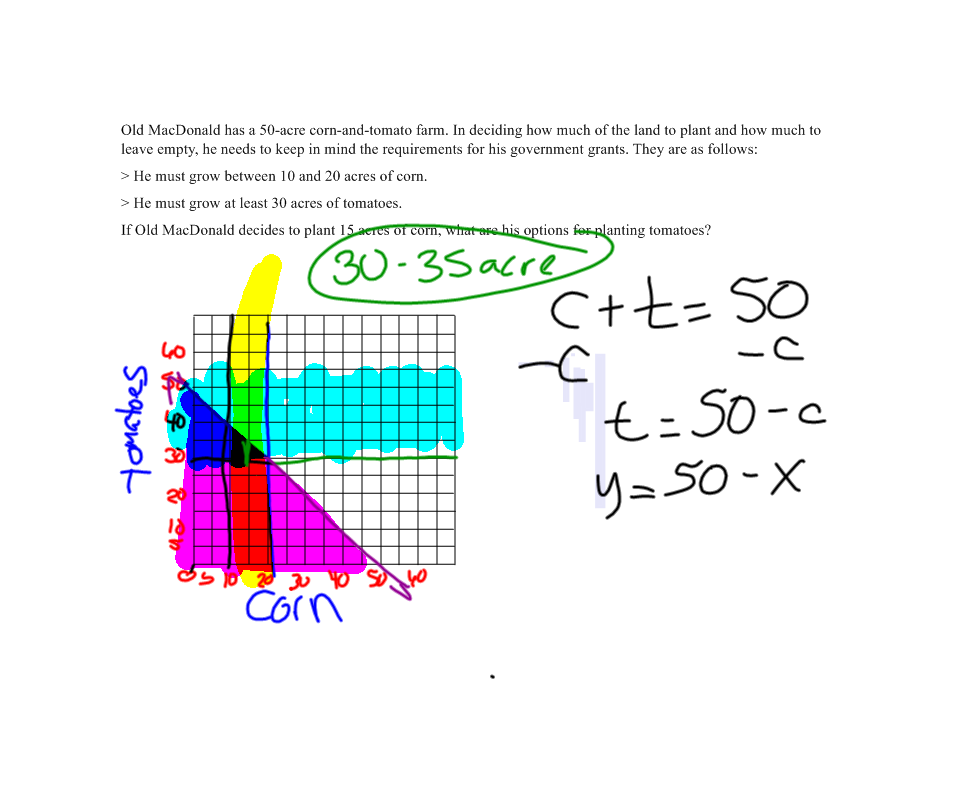 Old MacDonald has a 50-acre corn-and-tomato farm. In deciding how much of the land to plant and how much to
leave empty, he needs to keep in mind the requirements for his government grants. They are as follows:
> He must grow between 10 and 20 acres of corn.
> He must grow at least 30 acres of tomatoes.
If Old MacDonald decides to plant 15 acres of corn, what are his options for planting tomatoes?
30-35 acre
c + t = 50
-c -c
t = 50 - c
y = 50 - x
Tomatoes
60
50
40
30
20
10
0 5 10 20 30 40 50 60
Corn